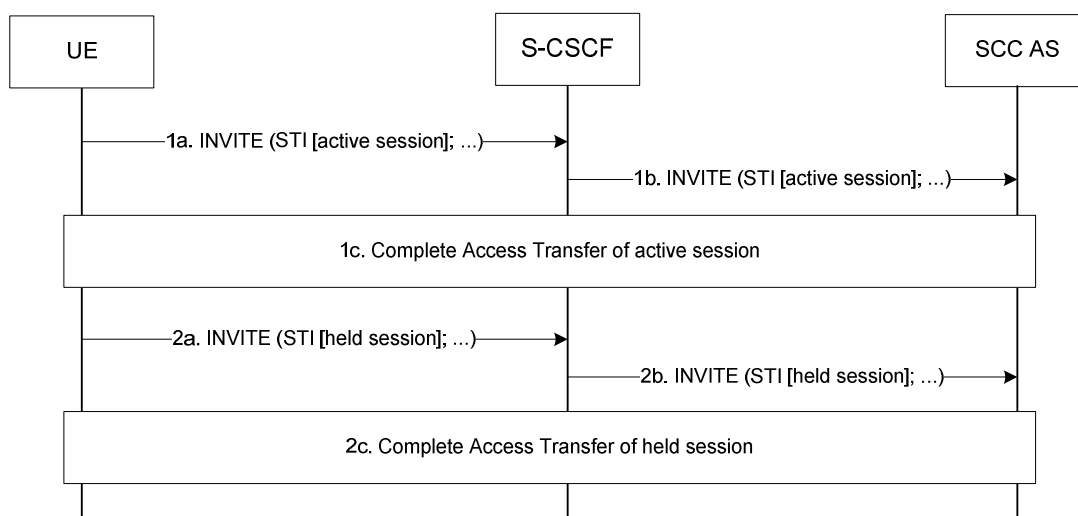 UE
S-CSCF
SCC AS
1a. INVITE (STI [active session]; ...)
1b. INVITE (STI [active session]; ...)
1c. Complete Access Transfer of active session
2a. INVITE (STI [held session]; ...)
2b. INVITE (STI [held session]; ...)
2c. Complete Access Transfer of held session